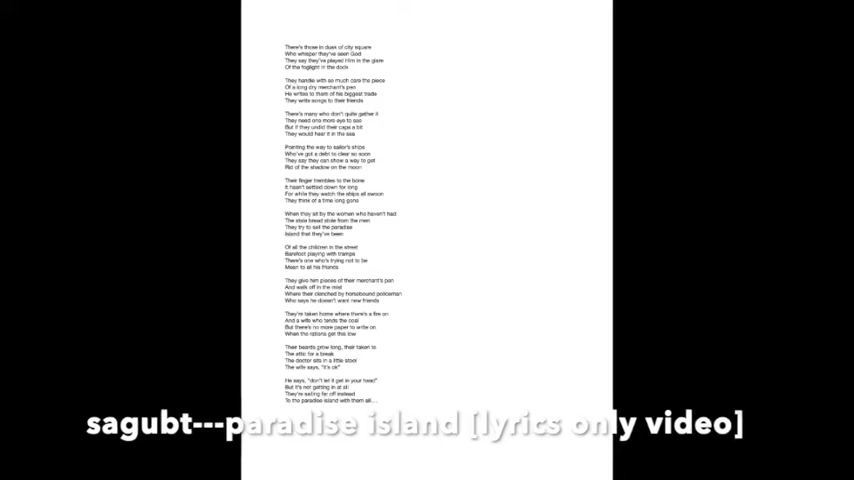 There's those in dusk of city square
Who whisper they've seen God
They say they've played Him in the glare
Of the foglight in the dock
They handle with so much care the piece
Of a long dry merchant's pen
He writes to them of his biggest trade
They write songs to their friends
There's many who don't quite gather it
They need one more eye to see
But if they undid their caps a bit
They would hear it in the sea
Pointing the way to sailor's ships
Who've got a debt to clear so soon
They say they can show a way to get
Rid of the shadow on the moon
Their finger trembles to the bone
It hasn't settled down for long
For while they watch the ships all swoon
They think of a time long gone
When they sit by the women who haven't had
The stale bread stole from the men
They try to sell the paradise
Island that they've been
Of all the children in the street
Barefoot playing with tramps
There's one who's trying not to be
Mean to all his friends
They give him pieces of their merchant's pen
And walk off in the mist
Where their clenched by horsebound policeman
Who says he doesn't want new friends
They're taken home where there's a fire on
And a wife who tends the coal
But there's no more paper to write on
When the rations get this low
Their beards grow long, their taken to
The attic for a break
The doctor sits in a little stool
The wife says, "it's ok"
He says, "don't let it get in your head"
But it's not getting in at all
They're sailing far off instead
To the paradise island with them all....
sagubt---paradise island [lyrics only video]